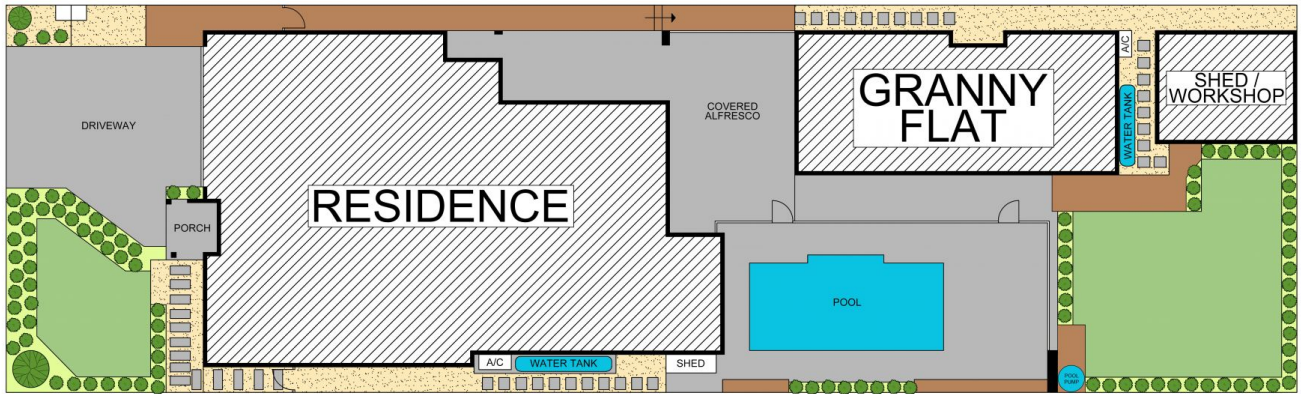 DRIVEWAY
PORCH
RESIDENCE
COVERED
ALFRESCO
GRANNY
FLAT
A/C
WATER TANK
SHED /
WORKSHOP
POOL
A/C
WATER TANK
SHED
POOL
PUMP